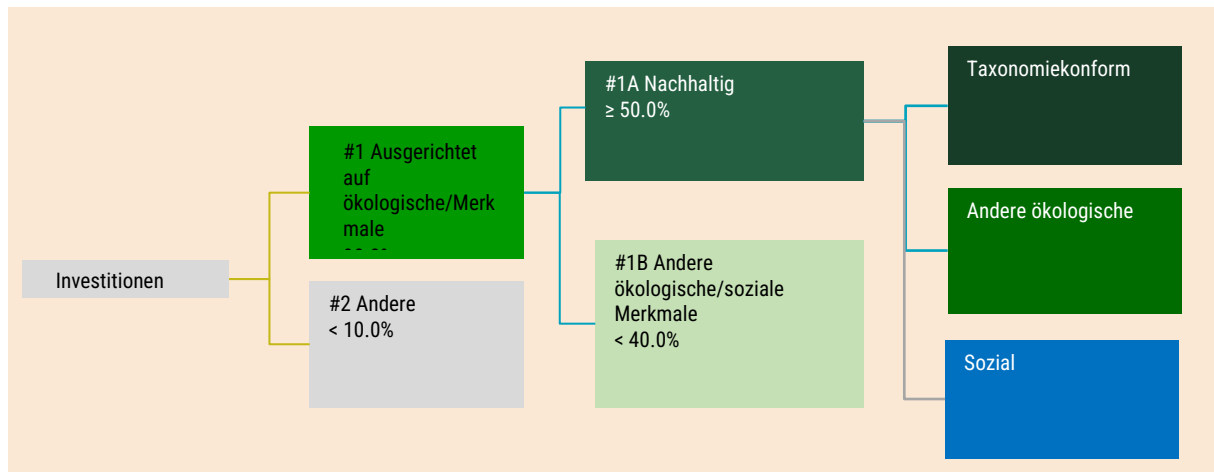 Investitionen
#1 Ausgerichtet
auf
ökologische/Merk
male
#2 Andere
< 10.0%
#1A Nachhaltig
≥ 50.0%
#1B Andere
ökologische/soziale
Merkmale
< 40.0%
Taxonomiekonform
Andere ökologische
Sozial